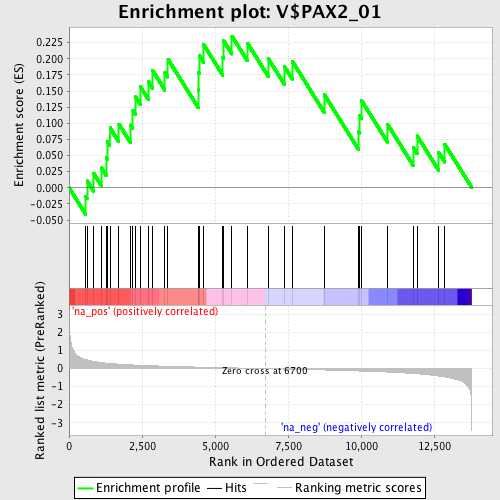 Enrichment plot: V$PAX2_01
Enrichment score (ES)
0.225
0.200
0.175
0.150
0.125
0.100
0.075
0.050
0.025
0.000
-0.025
-0.050
'na_pos' (positively correlated)
Ranked list metric (PreRanked)
3
2
1
0
-1
-2
-3
Zero cross at 6700
'na_neg' (negatively correlated)
0
2,500
5,000
7,500
10,000
12,500
Rank in Ordered Dataset
Enrichment profile
Hits
Ranking metric scores